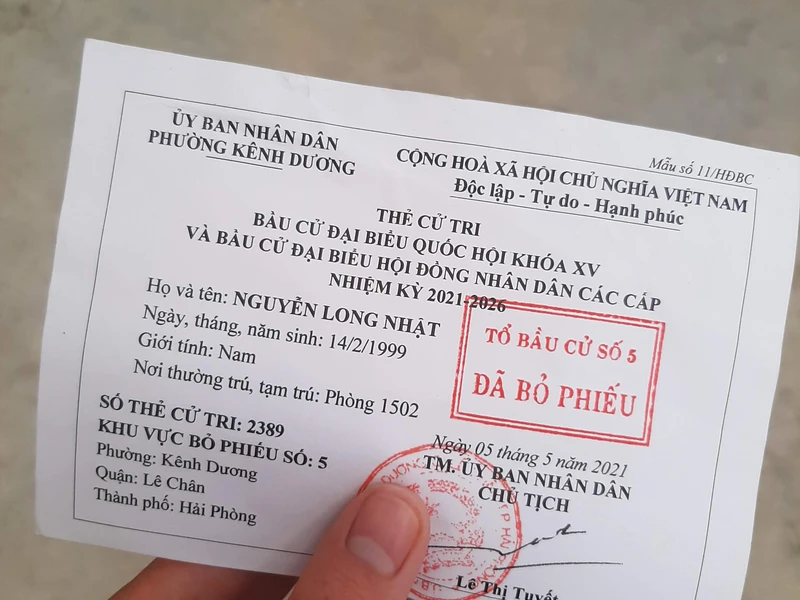 ỦY BAN NHÂN DÂN
PHƯỜNG KÊNH DƯƠNG
Mẫu số 11/HĐBC
CỘNG HOÀ XÃ HỘI CHỦ NGHĨA VIỆT NAM
Độc lập - Tự do - Hạnh phúc
THẺ CỬ TRI
BẦU CỬ ĐẠI BIỂU QUỐC HỘI KHÓA XV
VÀ BẦU CỬ ĐẠI BIỂU HỘI ĐỒNG NHÂN DÂN CÁC CẤP
NHIỆM KỲ 2021-2026
Họ và tên: NGUYỄN LONG NHẬT
Ngày, tháng, năm sinh: 14/2/1999
Giới tính: Nam
Nơi thường trú, tạm trú: Phòng 1502
TỔ BẦU CỬ SỐ 5
ĐÃ BỎ PHIẾU
SỐ THẺ CỬ TRI: 2389
KHU VỰC BỎ PHIẾU SỐ: 5
Phường: Kênh Dương
Quận: Lê Chân
Thành phố: Hải Phòng
Ngày 05 tháng 5 năm 2021
TM. ỦY BAN NHÂN DÂN
CHỦ TỊCH
Lê Thị Tuyết